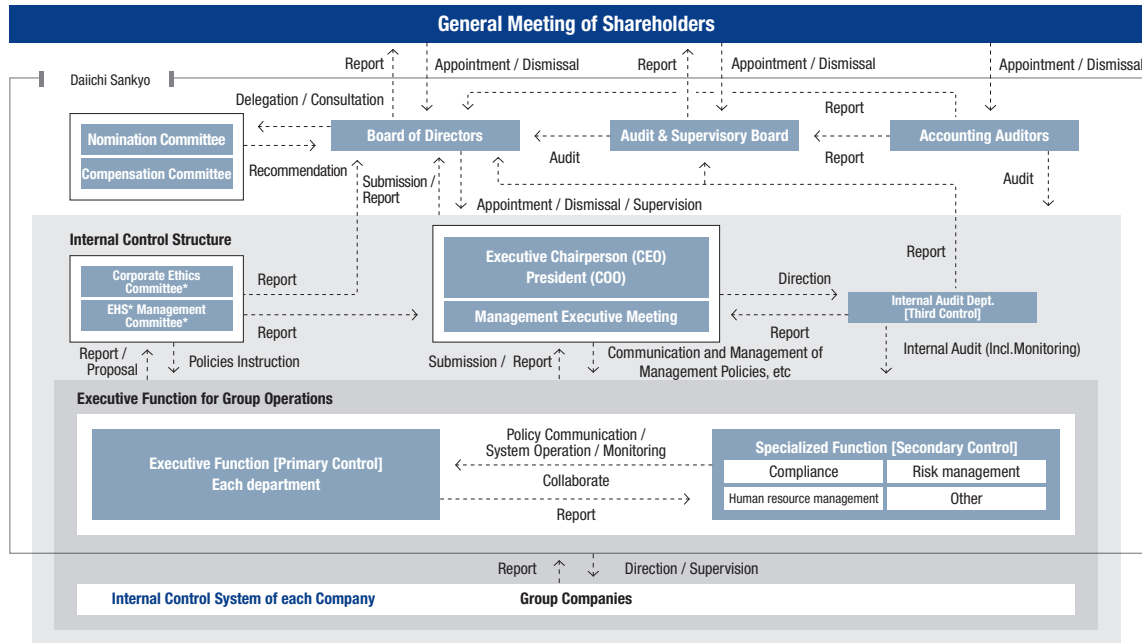 General Meeting of Shareholders
Report
Appointment / Dismissal
Report
Appointment / Dismissal
Appointment / Dismissal
Daiichi Sankyo
Delegation / Consultation
Report
Nomination Committee
Compensation Committee
Board of Directors
Audit & Supervisory Board
Accounting Auditors
Recommendation
Audit
Report
Submission /
Report
Audit
Appointment / Dismissal / Supervision
Internal Control Structure
Corporate Ethics
Committee*
EHS* Management
Committee*
Report
Report
Executive Chairperson (CEO)
President (COO)
Management Executive Meeting
Direction
Report
Report
Internal Audit Dept.
[Third Control]
Report /
Proposal
Policies Instruction
Submission / Report
Communication and Management of
Management Policies, etc
Internal Audit (Incl.Monitoring)
Executive Function for Group Operations
Executive Function [Primary Control]
Each department
Policy Communication /
System Operation / Monitoring
Collaborate
Report
Specialized Function [Secondary Control]
Compliance
Risk management
Human resource management
Other
Report
Direction / Supervision
Internal Control System of each Company
Group Companies